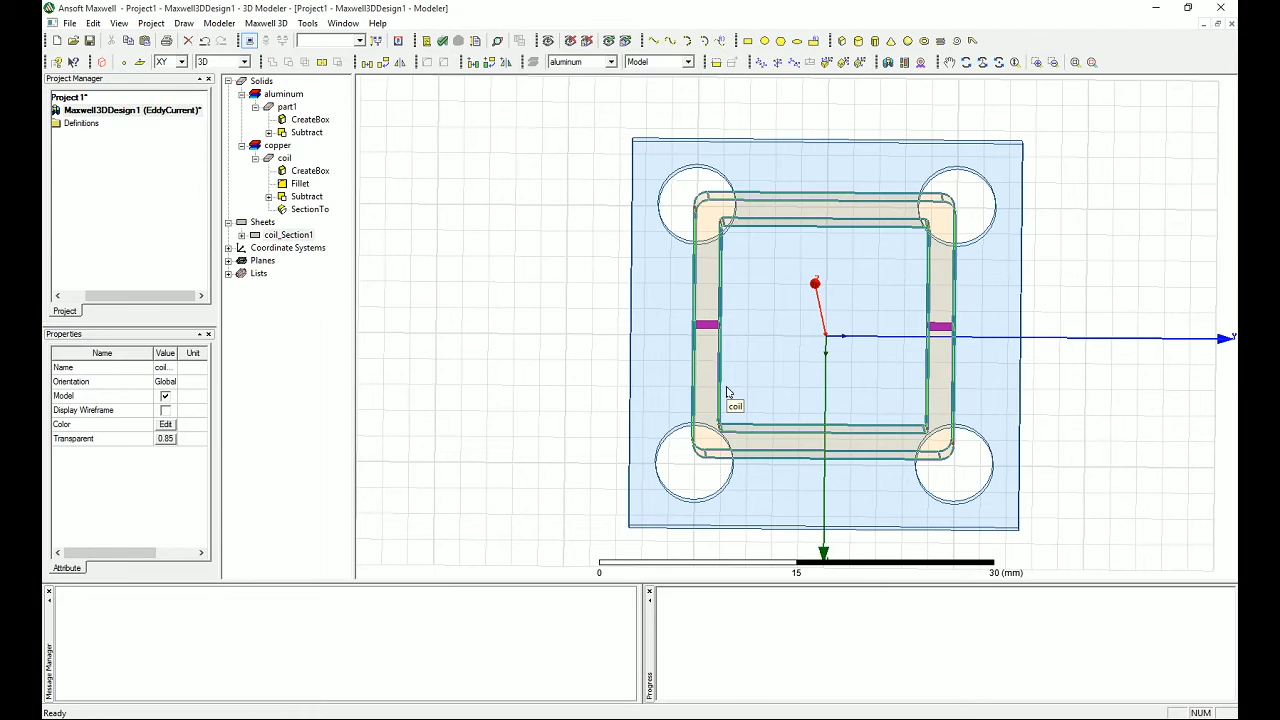 Ansoft Maxwell - Project1 - Maxwell3DDesign1 - 3D Modeler - [Project1 - Maxwell3DDesign1 - Modeler]
File Edit View Project Draw Modeler Maxwell 3D Tools Window Help
XY 3D aluminum Model
Project Manager
Project1*
Maxwell3DDesign1 (EddyCurrent)*
Definitions
Project
Solids
aluminum
part1
CreateBox
Subtract
copper
coil
CreateBox
Fillet
Subtract
SectionTo
Sheets
coil_Section1
Coordinate Systems
Planes
Lists
Properties
Name Value Unit
Name coil...
Orientation Global
Model
Display Wireframe
Color Edit
Transparent 0.85
Attribute
Z
Y
coil
0 15 30 (mm)
Message Manager
Progress
Ready
NUM